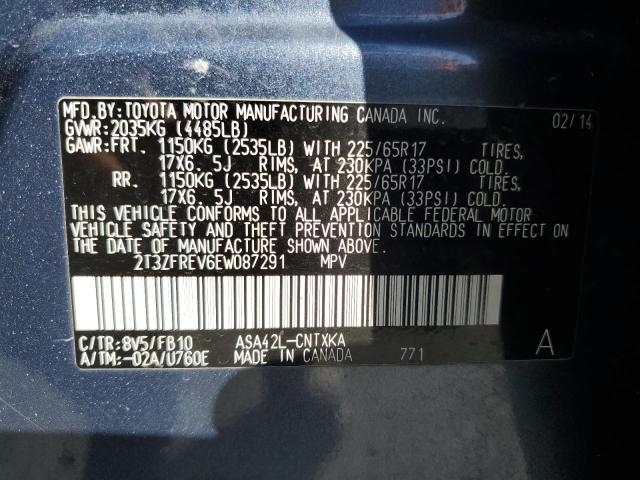 MFD.BY:TOYOTA MOTOR MANUFACTURING CANADA INC. 02/14
GVWR:2035KG (4485LB)
GAWR:FRT. 1150KG (2535LB) WITH 225/65R17 TIRES,
17X6. 5J RIMS, AT 230KPA (33PSI) COLD.
RR. 1150KG (2535LB) WITH 225/65R17 TIRES,
17X6. 5J RIMS, AT 230KPA (33PSI) COLD.
THIS VEHICLE CONFORMS TO ALL APPLICABLE FEDERAL MOTOR
VEHICLE SAFETY AND THEFT PREVENTION STANDARDS IN EFFECT ON
THE DATE OF MANUFACTURE SHOWN ABOVE.
2T3ZFREV6EW087291 MPV
C/TR:8V5/FB10 ASA42L-CNTXKA
A/TM:-02A/U760E MADE IN CANADA 771 A